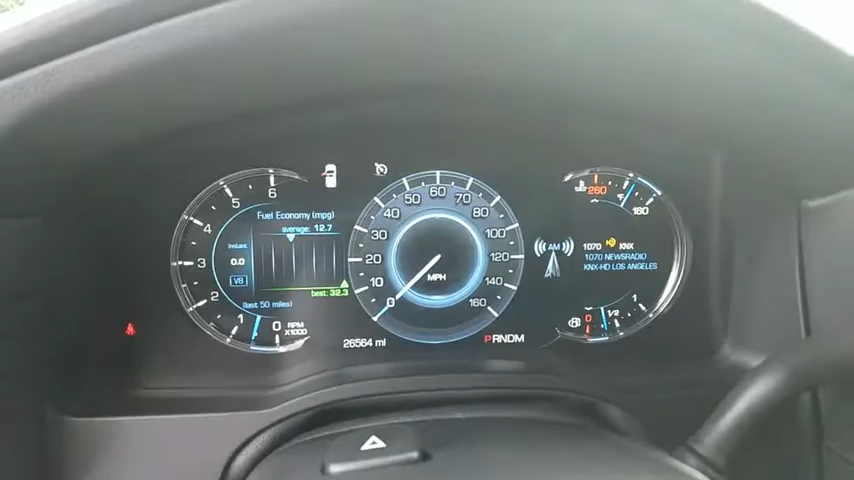 6
5
4
3
2
1
0
RPM
X1000
Fuel Economy (mpg)
average: 12.7
Instant
0.0
V8
best: 32.3
(last 50 miles)
0
10
20
30
40
50
60
70
80
100
120
140
160
MPH
26564 mi
PRNDM
260
160
AM
1070 HD KNX
1070 NEWSRADIO
KNX-HD LOS ANGELES
0
1/2
1